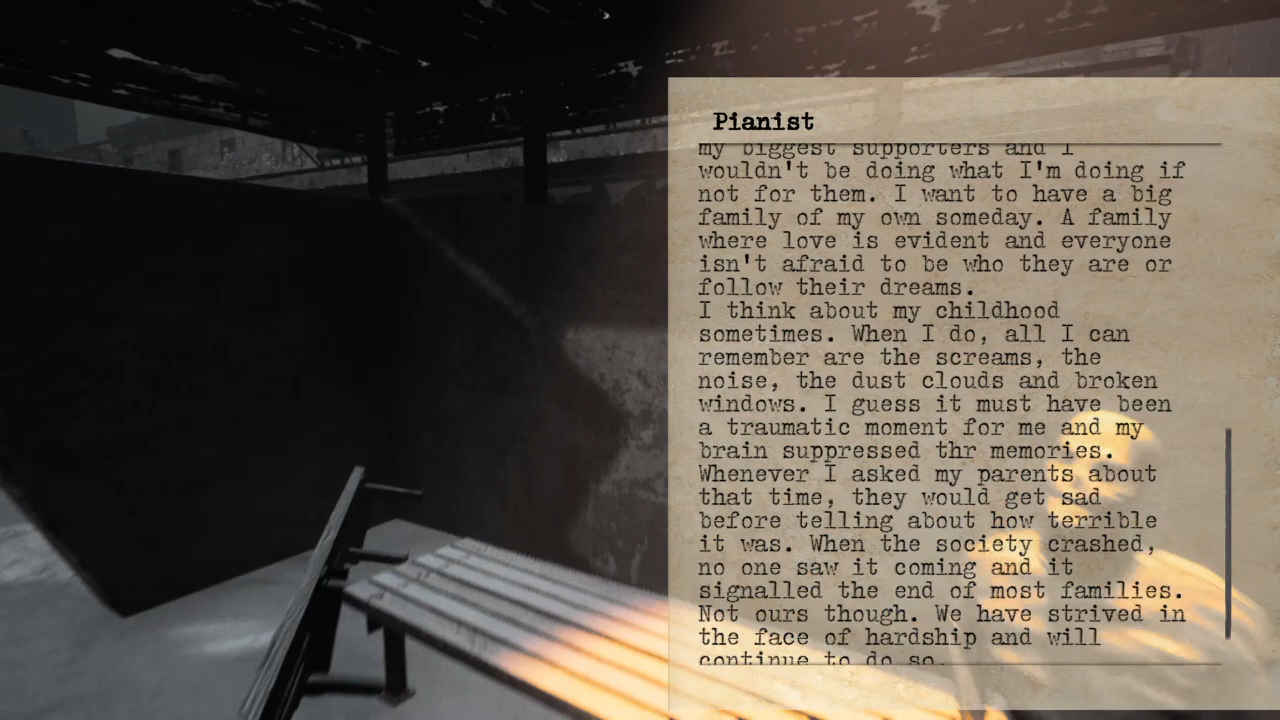 Pianist
my biggest supporters and I
wouldn't be doing what I'm doing if
not for them. I want to have a big
family of my own someday. A family
where love is evident and everyone
isn't afraid to be who they are or
follow their dreams.
I think about my childhood
sometimes. When I do, all I can
remember are the screams, the
noise, the dust clouds and broken
windows. I guess it must have been
a traumatic moment for me and my
brain suppressed thr memories.
Whenever I asked my parents about
that time, they would get sad
before telling about how terrible
it was. When the society crashed,
no one saw it coming and it
signalled the end of most families.
Not ours though. We have strived in
the face of hardship and will
continue to do so.